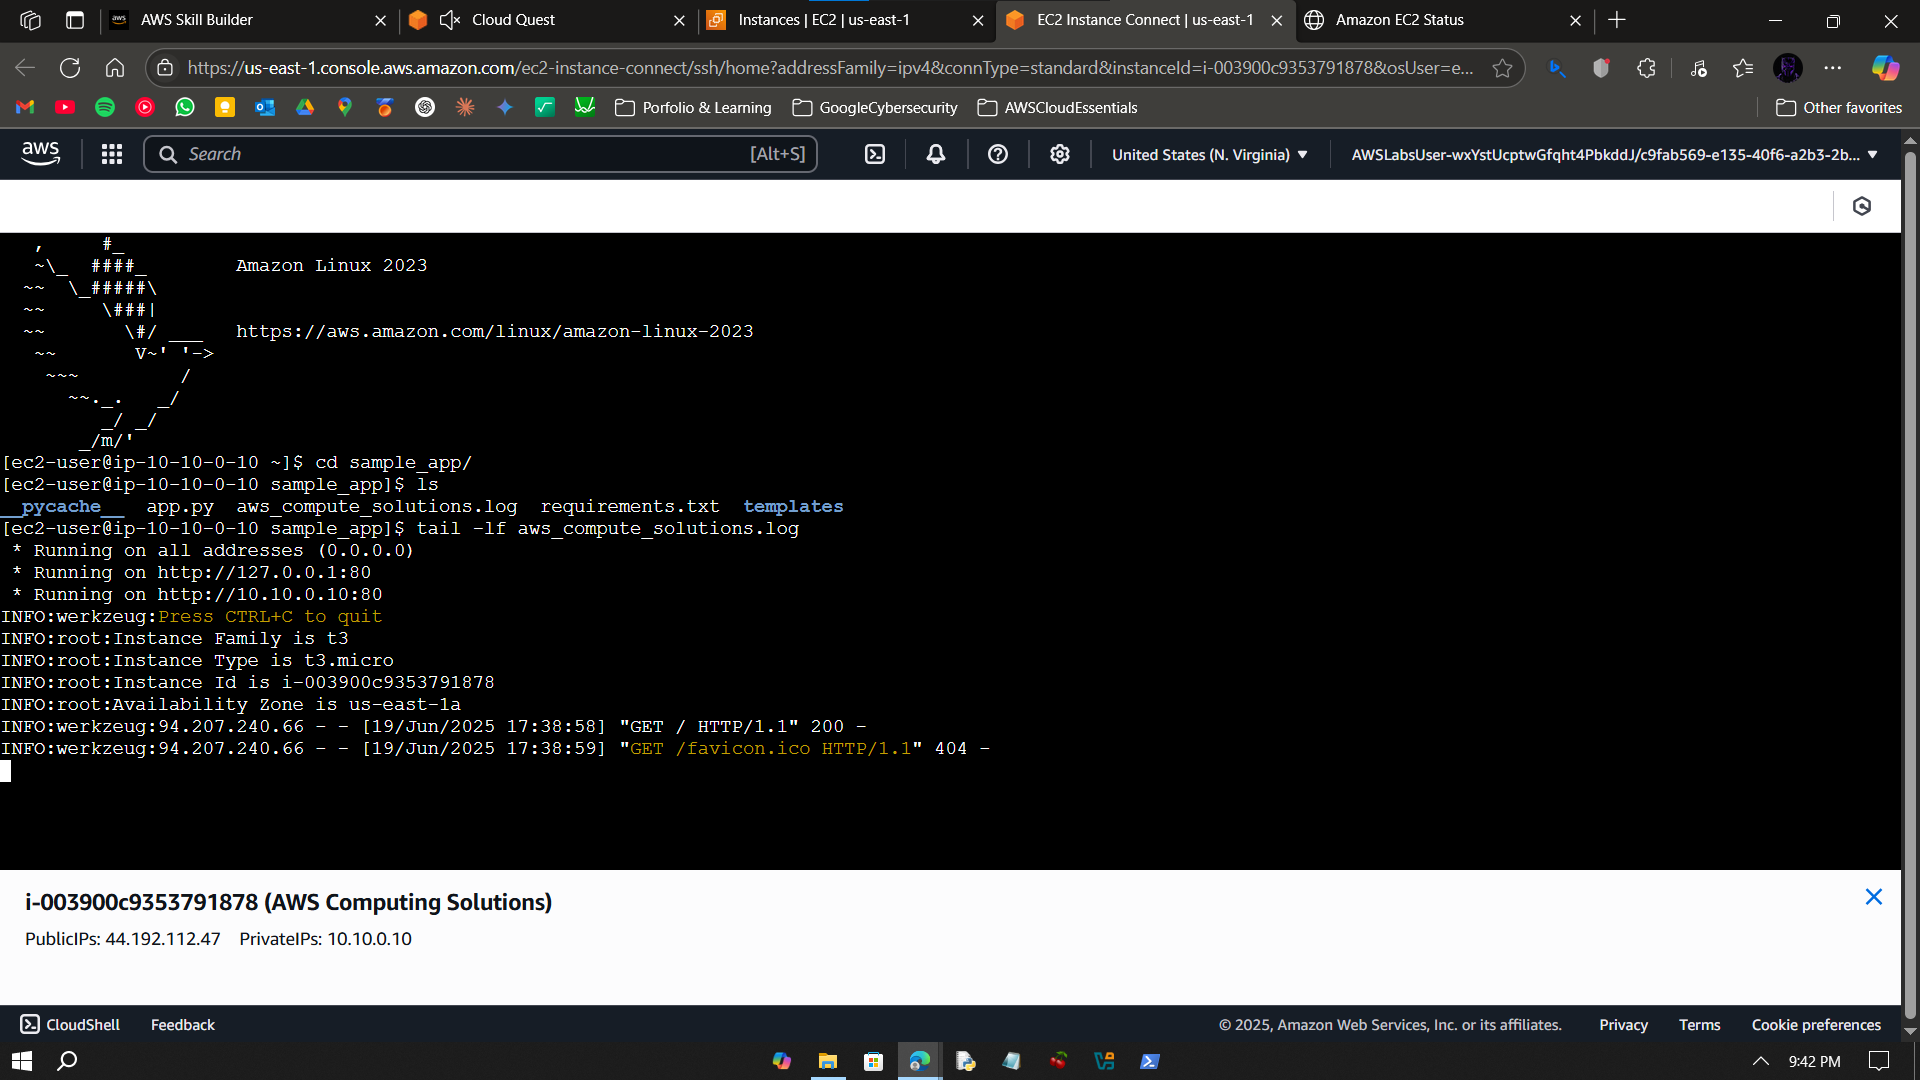 AWS Skill Builder
Cloud Quest
Instances | EC2 | us-east-1
EC2 Instance Connect | us-east-1
Amazon EC2 Status
https://us-east-1.console.aws.amazon.com/ec2-instance-connect/ssh/home?addressFamily=ipv4&connType=standard&instanceId=i-003900c9353791878&osUser=e...
Porfolio & Learning
GoogleCybersecurity
AWSCloudEssentials
Other favorites
aws
Search
[Alt+S]
United States (N. Virginia)
AWSLabsUser-wxYstUcptwGfqht4PbkddJ/c9fab569-e135-40f6-a2b3-2b...
   ,     #_
   ~\_  ####_        Amazon Linux 2023
  ~~  \_#####\
  ~~     \###|
  ~~       \#/ ___   https://aws.amazon.com/linux/amazon-linux-2023
   ~~       V~' '->
    ~~~         /
      ~~._.   _/
         _/ _/
       _/m/'
[ec2-user@ip-10-10-0-10 ~]$ cd sample_app/
[ec2-user@ip-10-10-0-10 sample_app]$ ls
__pycache__  app.py  aws_compute_solutions.log  requirements.txt  templates
[ec2-user@ip-10-10-0-10 sample_app]$ tail -lf aws_compute_solutions.log
 * Running on all addresses (0.0.0.0)
 * Running on http://127.0.0.1:80
 * Running on http://10.10.0.10:80
INFO:werkzeug:Press CTRL+C to quit
INFO:root:Instance Family is t3
INFO:root:Instance Type is t3.micro
INFO:root:Instance Id is i-003900c9353791878
INFO:root:Availability Zone is us-east-1a
INFO:werkzeug:94.207.240.66 - - [19/Jun/2025 17:38:58] "GET / HTTP/1.1" 200 -
INFO:werkzeug:94.207.240.66 - - [19/Jun/2025 17:38:59] "GET /favicon.ico HTTP/1.1" 404 -
i-003900c9353791878 (AWS Computing Solutions)
PublicIPs: 44.192.112.47 PrivateIPs: 10.10.0.10
CloudShell
Feedback
© 2025, Amazon Web Services, Inc. or its affiliates.
Privacy
Terms
Cookie preferences
9:42 PM